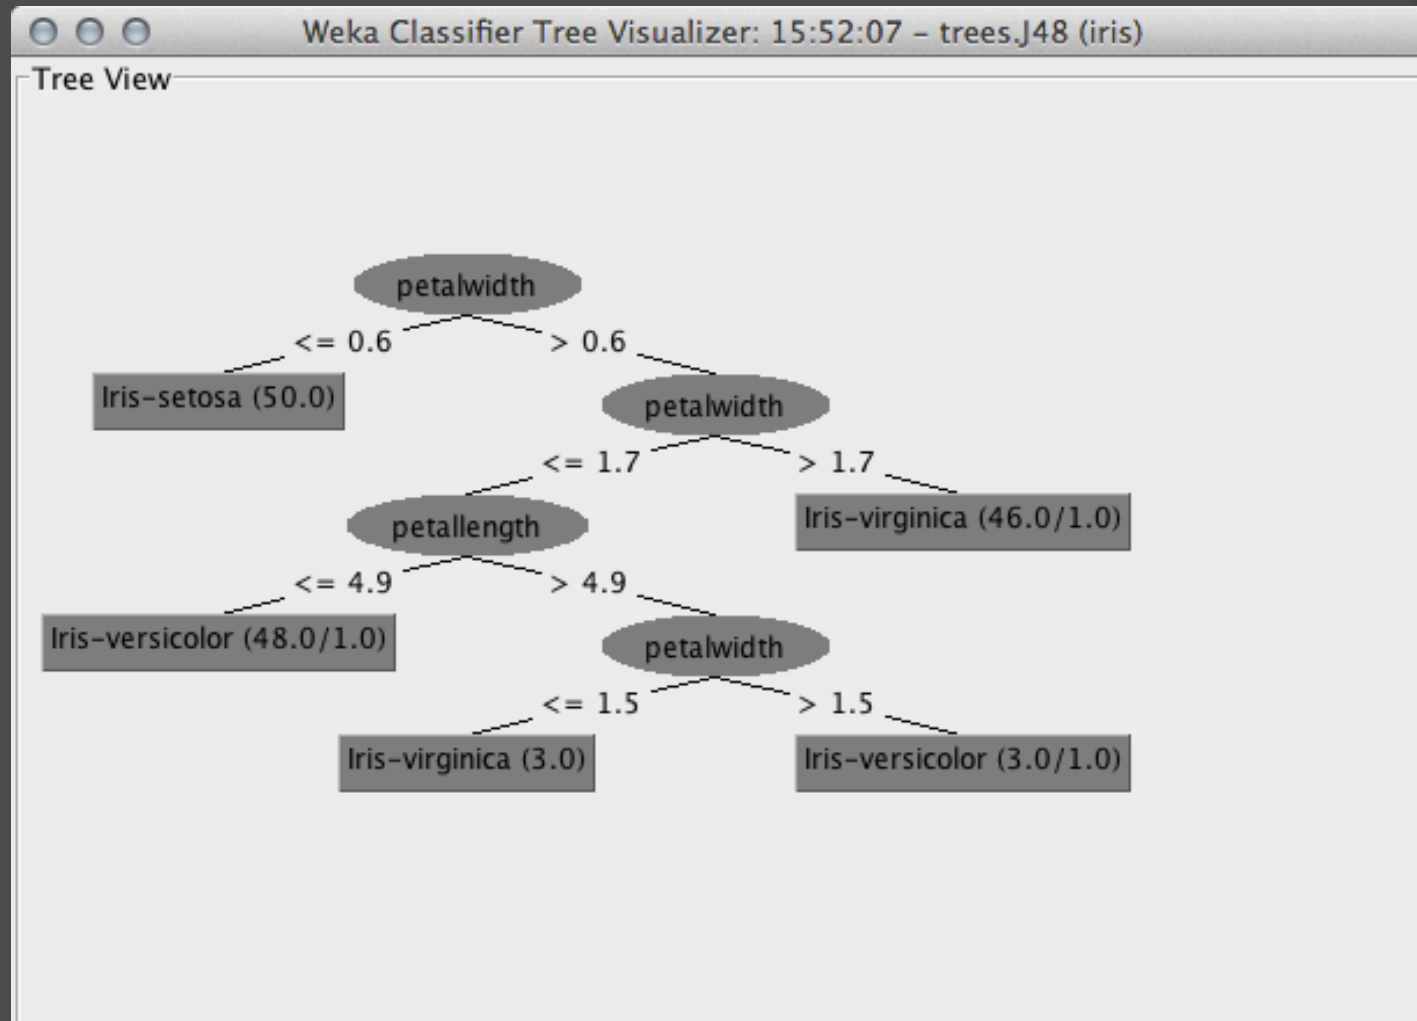 Weka Classifier Tree Visualizer: 15:52:07 – trees.J48 (iris)
Tree View
petalwidth
<= 0.6
> 0.6
Iris-setosa (50.0)
petalwidth
<= 1.7
> 1.7
petallength
Iris-virginica (46.0/1.0)
<= 4.9
> 4.9
Iris-versicolor (48.0/1.0)
petalwidth
<= 1.5
> 1.5
Iris-virginica (3.0)
Iris-versicolor (3.0/1.0)